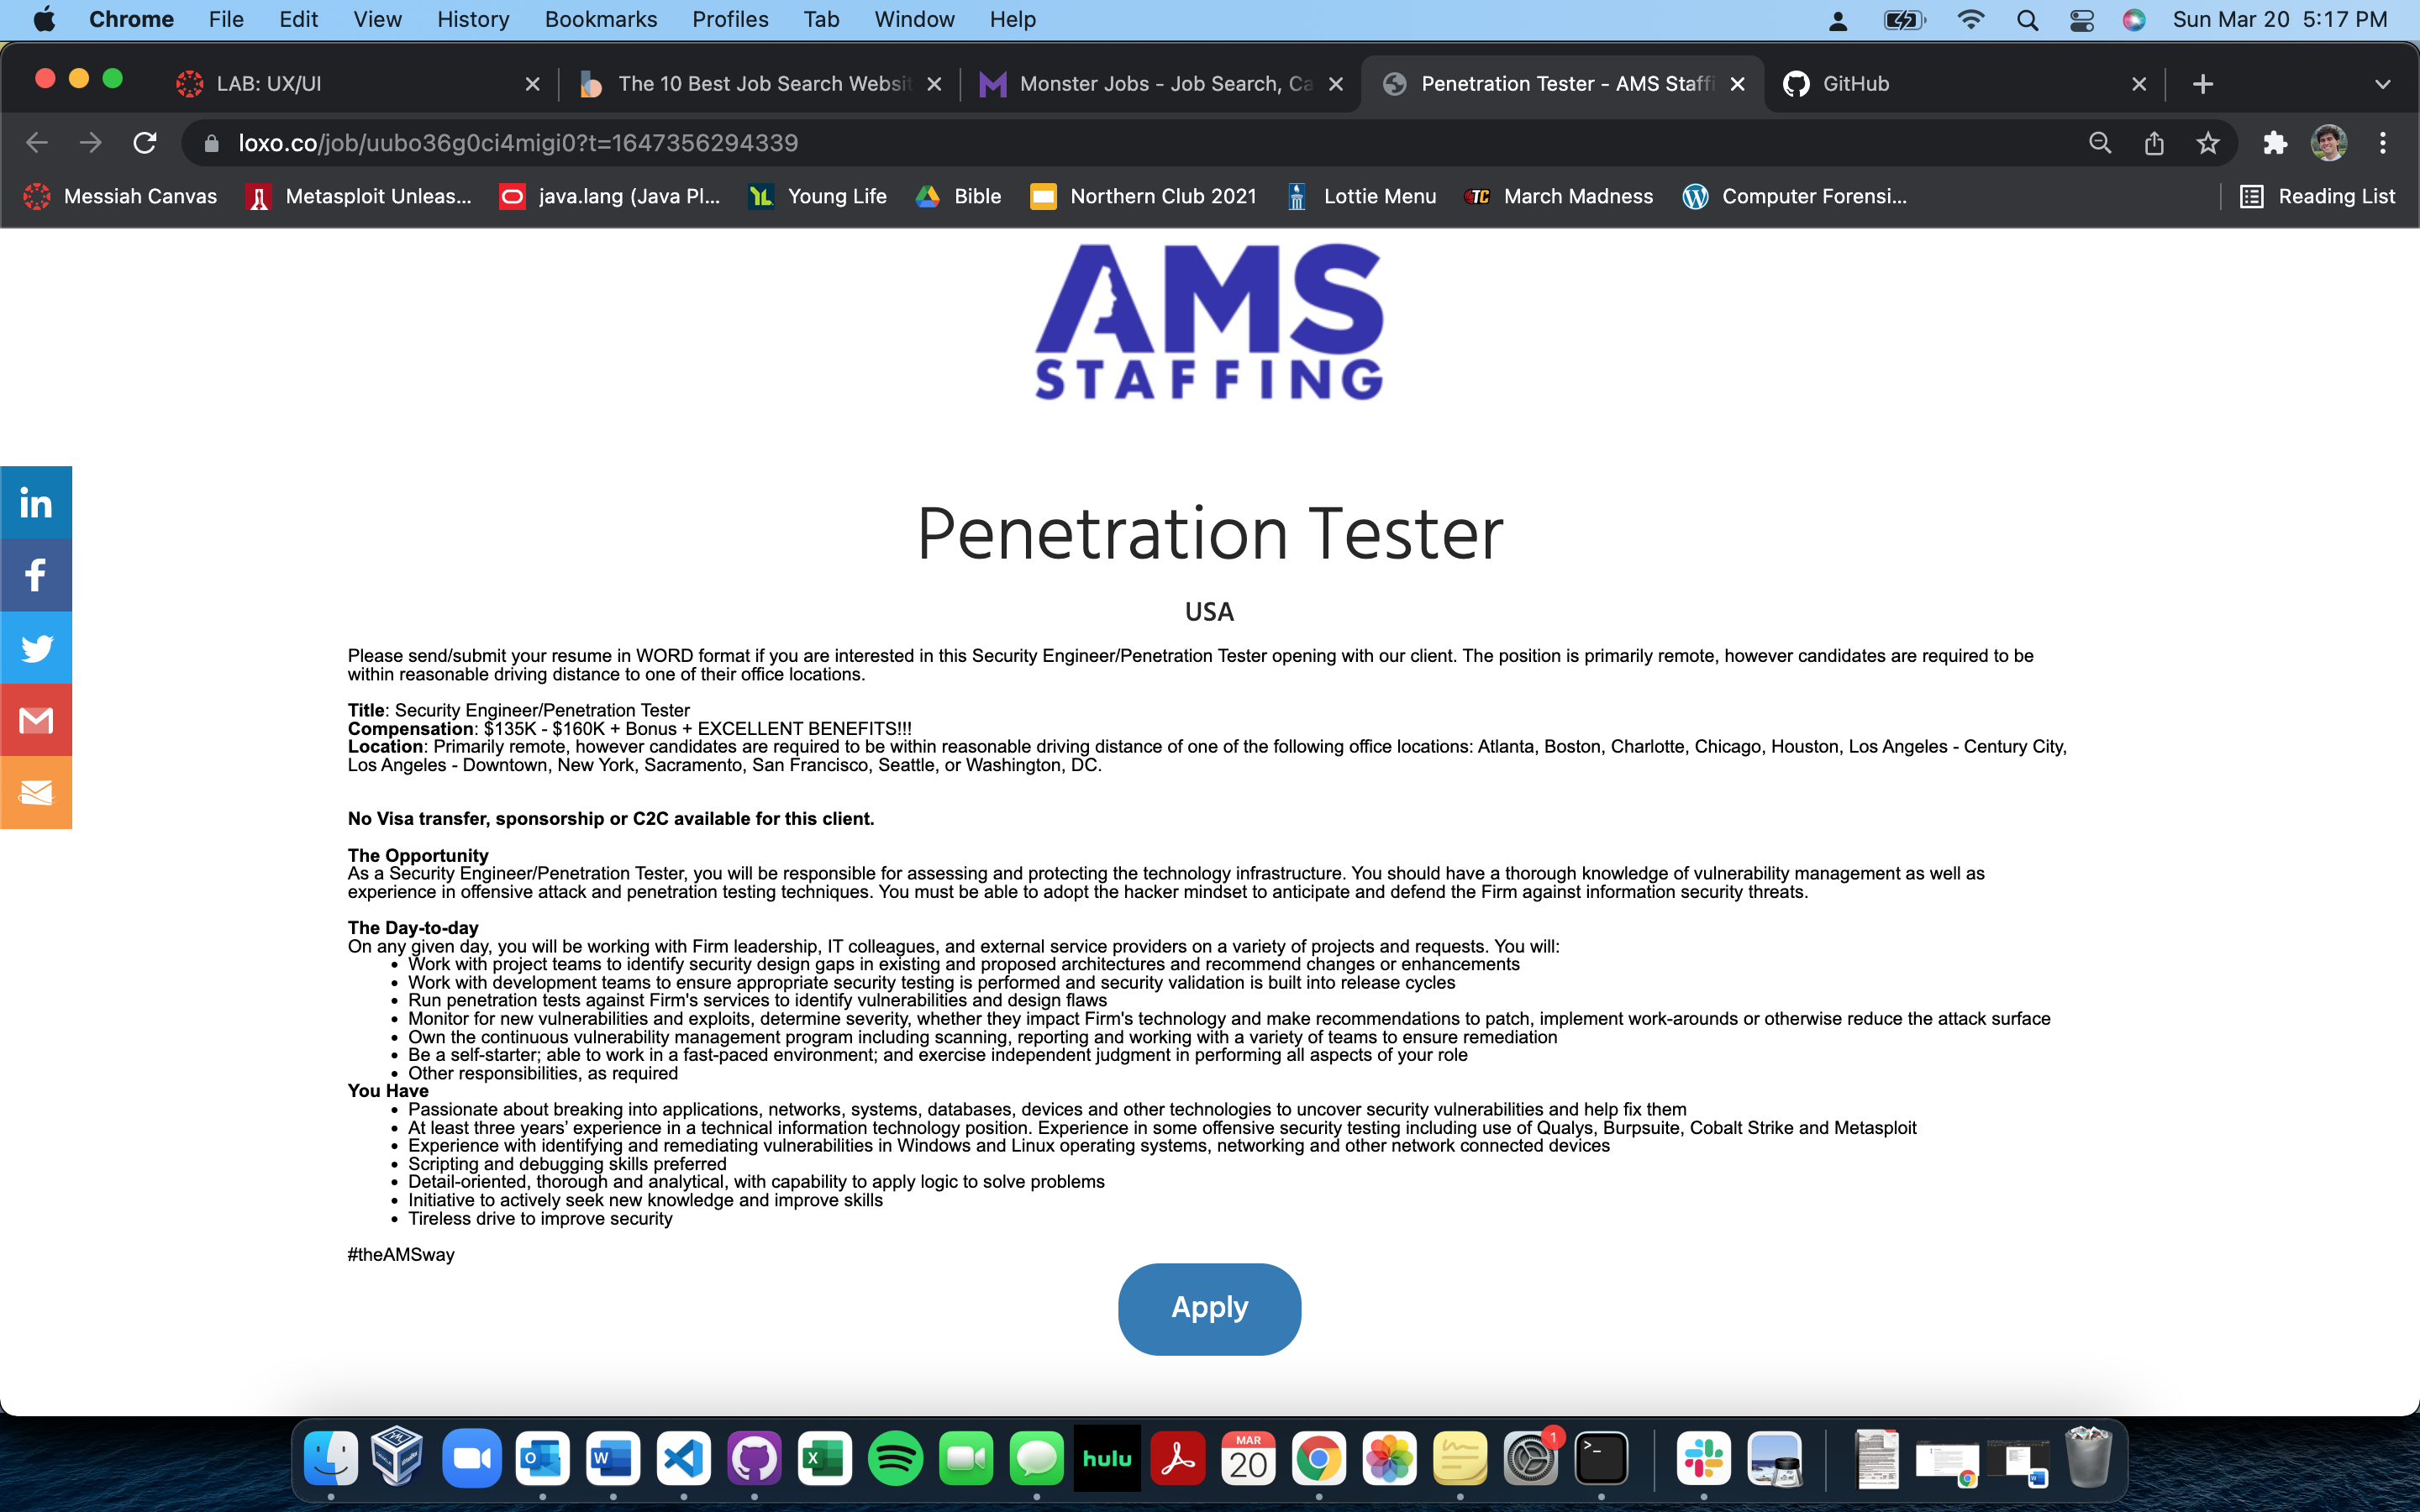 Chrome File Edit View History Bookmarks Profiles Tab Window Help Sun Mar 20 5:17 PM
LAB: UX/UI The 10 Best Job Search Websit Monster Jobs - Job Search, Ca Penetration Tester - AMS Staffi GitHub
loxo.co/job/uubo36g0ci4migi0?t=1647356294339
Messiah Canvas Metasploit Unleas... java.lang (Java Pl... YL Young Life Bible Northern Club 2021 Lottie Menu TC March Madness Computer Forensi... Reading List
AMS
STAFFING
in
f
Penetration Tester
USA
Please send/submit your resume in WORD format if you are interested in this Security Engineer/Penetration Tester opening with our client. The position is primarily remote, however candidates are required to be
within reasonable driving distance to one of their office locations.
Title: Security Engineer/Penetration Tester
Compensation: $135K - $160K + Bonus + EXCELLENT BENEFITS!!!
Location: Primarily remote, however candidates are required to be within reasonable driving distance of one of the following office locations: Atlanta, Boston, Charlotte, Chicago, Houston, Los Angeles - Century City,
Los Angeles - Downtown, New York, Sacramento, San Francisco, Seattle, or Washington, DC.
No Visa transfer, sponsorship or C2C available for this client.
The Opportunity
As a Security Engineer/Penetration Tester, you will be responsible for assessing and protecting the technology infrastructure. You should have a thorough knowledge of vulnerability management as well as
experience in offensive attack and penetration testing techniques. You must be able to adopt the hacker mindset to anticipate and defend the Firm against information security threats.
The Day-to-day
On any given day, you will be working with Firm leadership, IT colleagues, and external service providers on a variety of projects and requests. You will:
• Work with project teams to identify security design gaps in existing and proposed architectures and recommend changes or enhancements
• Work with development teams to ensure appropriate security testing is performed and security validation is built into release cycles
• Run penetration tests against Firm's services to identify vulnerabilities and design flaws
• Monitor for new vulnerabilities and exploits, determine severity, whether they impact Firm's technology and make recommendations to patch, implement work-arounds or otherwise reduce the attack surface
• Own the continuous vulnerability management program including scanning, reporting and working with a variety of teams to ensure remediation
• Be a self-starter; able to work in a fast-paced environment; and exercise independent judgment in performing all aspects of your role
• Other responsibilities, as required
You Have
• Passionate about breaking into applications, networks, systems, databases, devices and other technologies to uncover security vulnerabilities and help fix them
• At least three years’ experience in a technical information technology position. Experience in some offensive security testing including use of Qualys, Burpsuite, Cobalt Strike and Metasploit
• Experience with identifying and remediating vulnerabilities in Windows and Linux operating systems, networking and other network connected devices
• Scripting and debugging skills preferred
• Detail-oriented, thorough and analytical, with capability to apply logic to solve problems
• Initiative to actively seek new knowledge and improve skills
• Tireless drive to improve security
#theAMSway
Apply
O W X hulu MAR 20 1 >_